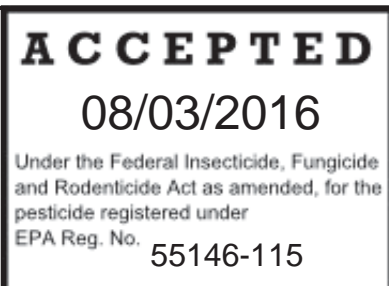 ACCEPTED
08/03/2016
Under the Federal Insecticide, Fungicide
and Rodenticide Act as amended, for the
pesticide registered under
EPA Reg. No. 55146-115